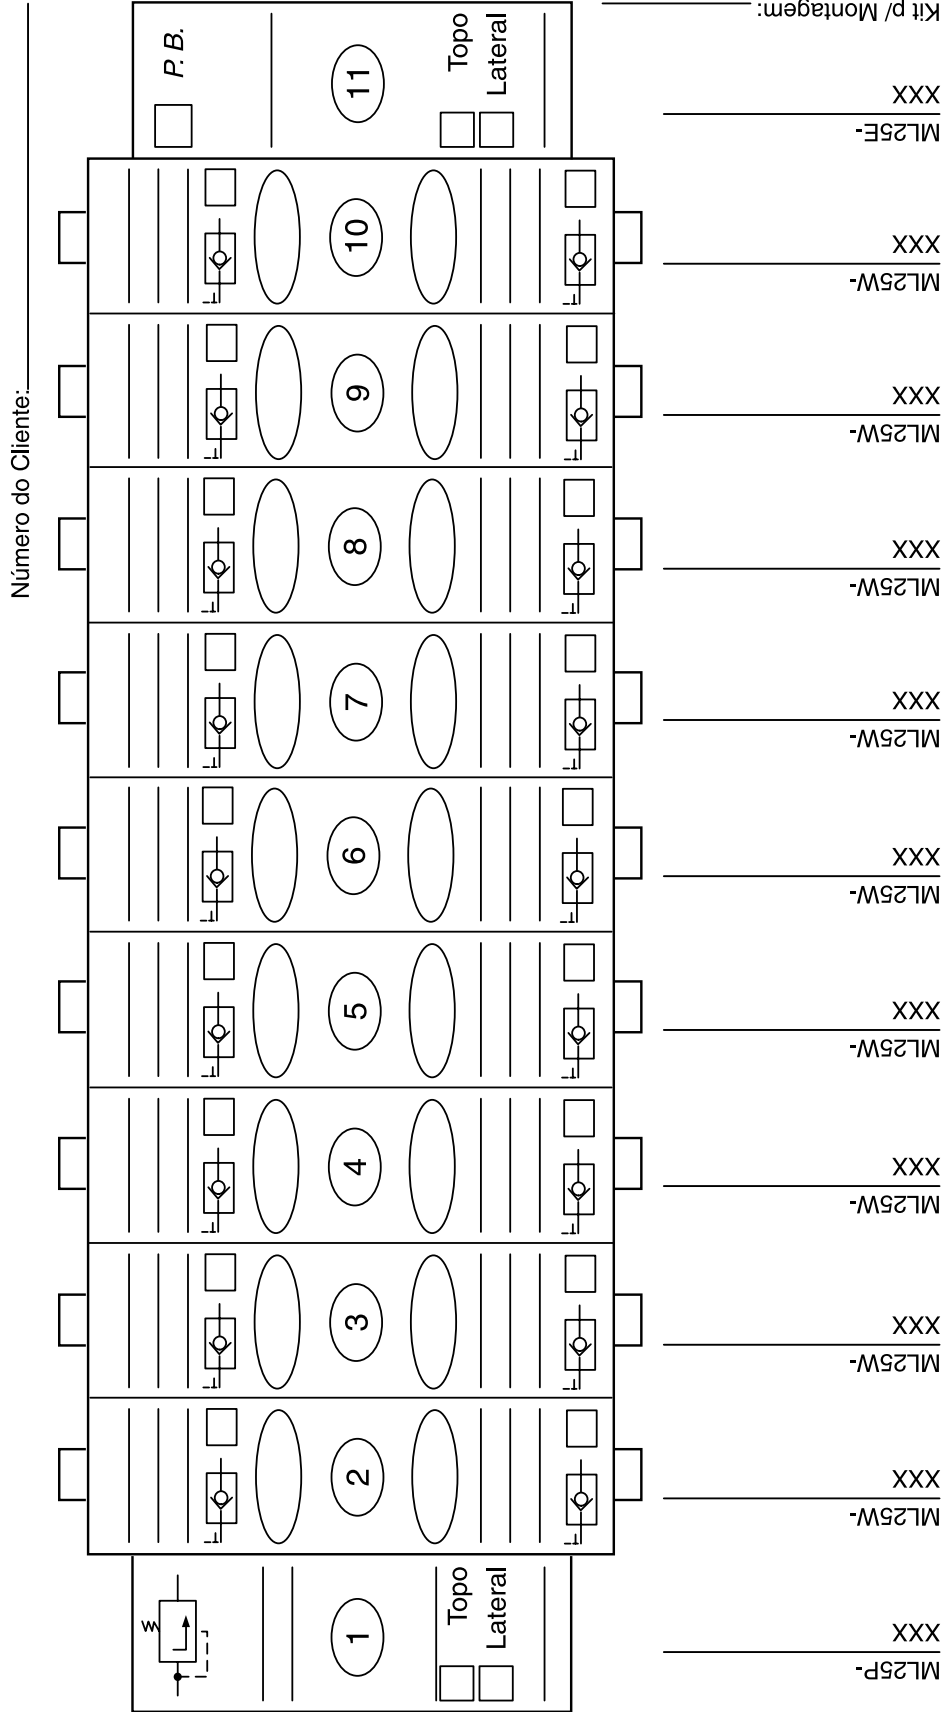 Número do Cliente:
P. B.
11
Topo
Lateral
Kit p/ Montagem:
10
9
8
7
6
5
4
3
2
1
Topo
Lateral
XXX
ML25E-
XXX
ML25W-
XXX
ML25W-
XXX
ML25W-
XXX
ML25W-
XXX
ML25W-
XXX
ML25W-
XXX
ML25W-
XXX
ML25W-
XXX
ML25W-
XXX
ML25P-